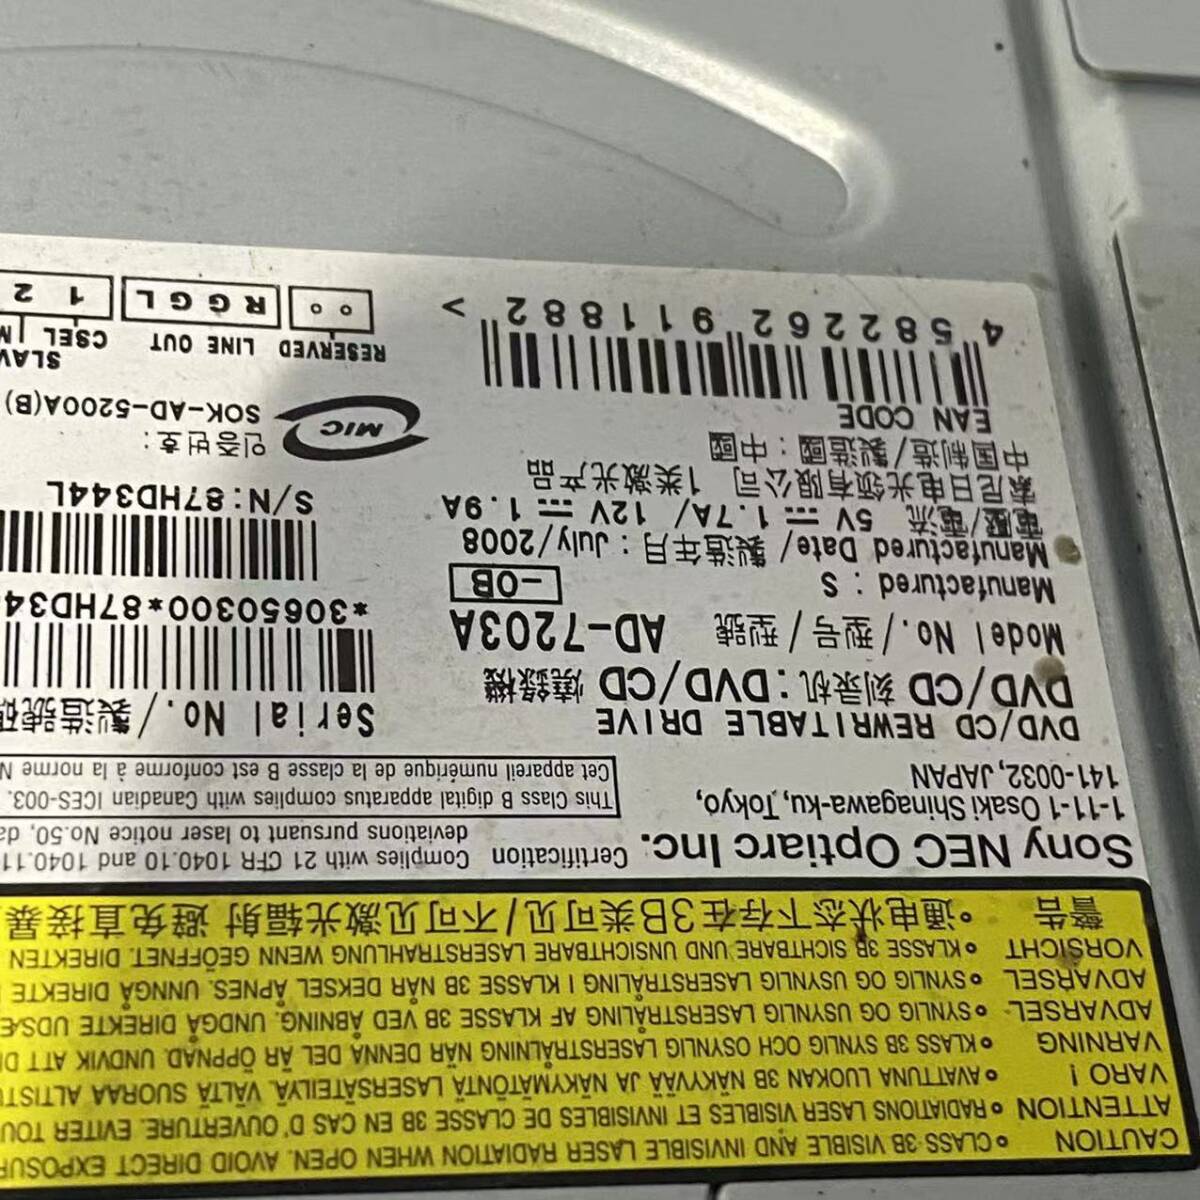 CAUTION • CLASS 3B VISIBLE AND INVISIBLE LASER RADIATION WHEN OPEN. AVOID DIRECT EXPOSUR
ATTENTION • RADIATIONS LASER VISIBLES ET INVISIBLES DE CLASSE 3B EN CAS D'OUVERTURE. EVITER TOU
VARO ! • AVATTUNA LUOKAN 3B NÄKYVÄÄ JA NÄKYMÄTÖNTÄ LASERSÄTEILYÄ. VÄLTÄ SUORAA ALTIST
WARNING • KLASS 3B SYNLIG OCH OSYNLIG LASERSTRÅLNING NÄR DENNA DEL ÄR ÖPPNAD. UNDVIK ATT DI
ADVARSEL • SYNLIG OG USYNLIG LASERSTRÅLING AF KLASSE 3B VED ÅBNING. UNDGÅ DIREKTE UDSÆ
ADVARSEL • SYNLIG OG USYNLIG LASERSTRÅLING I KLASSE 3B NÅR DEKSEL ÅPNES. UNNGÅ DIREKTE
VORSICHT • KLASSE 3B SICHTBARE UND UNSICHTBARE LASERSTRAHLUNG WENN GEÖFFNET. DIREKTEN
警告 • 通电状态下存在3B类可见/不可见激光辐射 避免直接暴
Sony NEC Optiarc Inc.
1-11-1 Osaki Shinagawa-ku, Tokyo,
141-0032, JAPAN
Certification Complies with 21 CFR 1040.10 and 1040.11
deviations pursuant to laser notice No.50, da
This Class B digital apparatus complies with Canadian ICES-003.
Cet appareil numérique de la classe B est conforme à la norme N
DVD/CD REWRITABLE DRIVE
DVD/CD 刻录机 : DVD/CD 燒錄機
Model No./型号/型號 AD-7203A
Manufactured : S -0B
Manufactured Date/製造年月 : July/2008
電壓/電流 5V ⎓ 1.7A/ 12V ⎓ 1.9A
索尼日电光领有限公司 1类激光产品
中国制造/製造國 : 中國
EAN CODE
4 582262 911882 >
Serial No./製造號碼
*30650300*87HD34
S/N:87HD344L
인증번호 :
MIC SOK-AD-5200A(B)
RESERVED LINE OUT CSEL
SLAV
R G G L 1 2